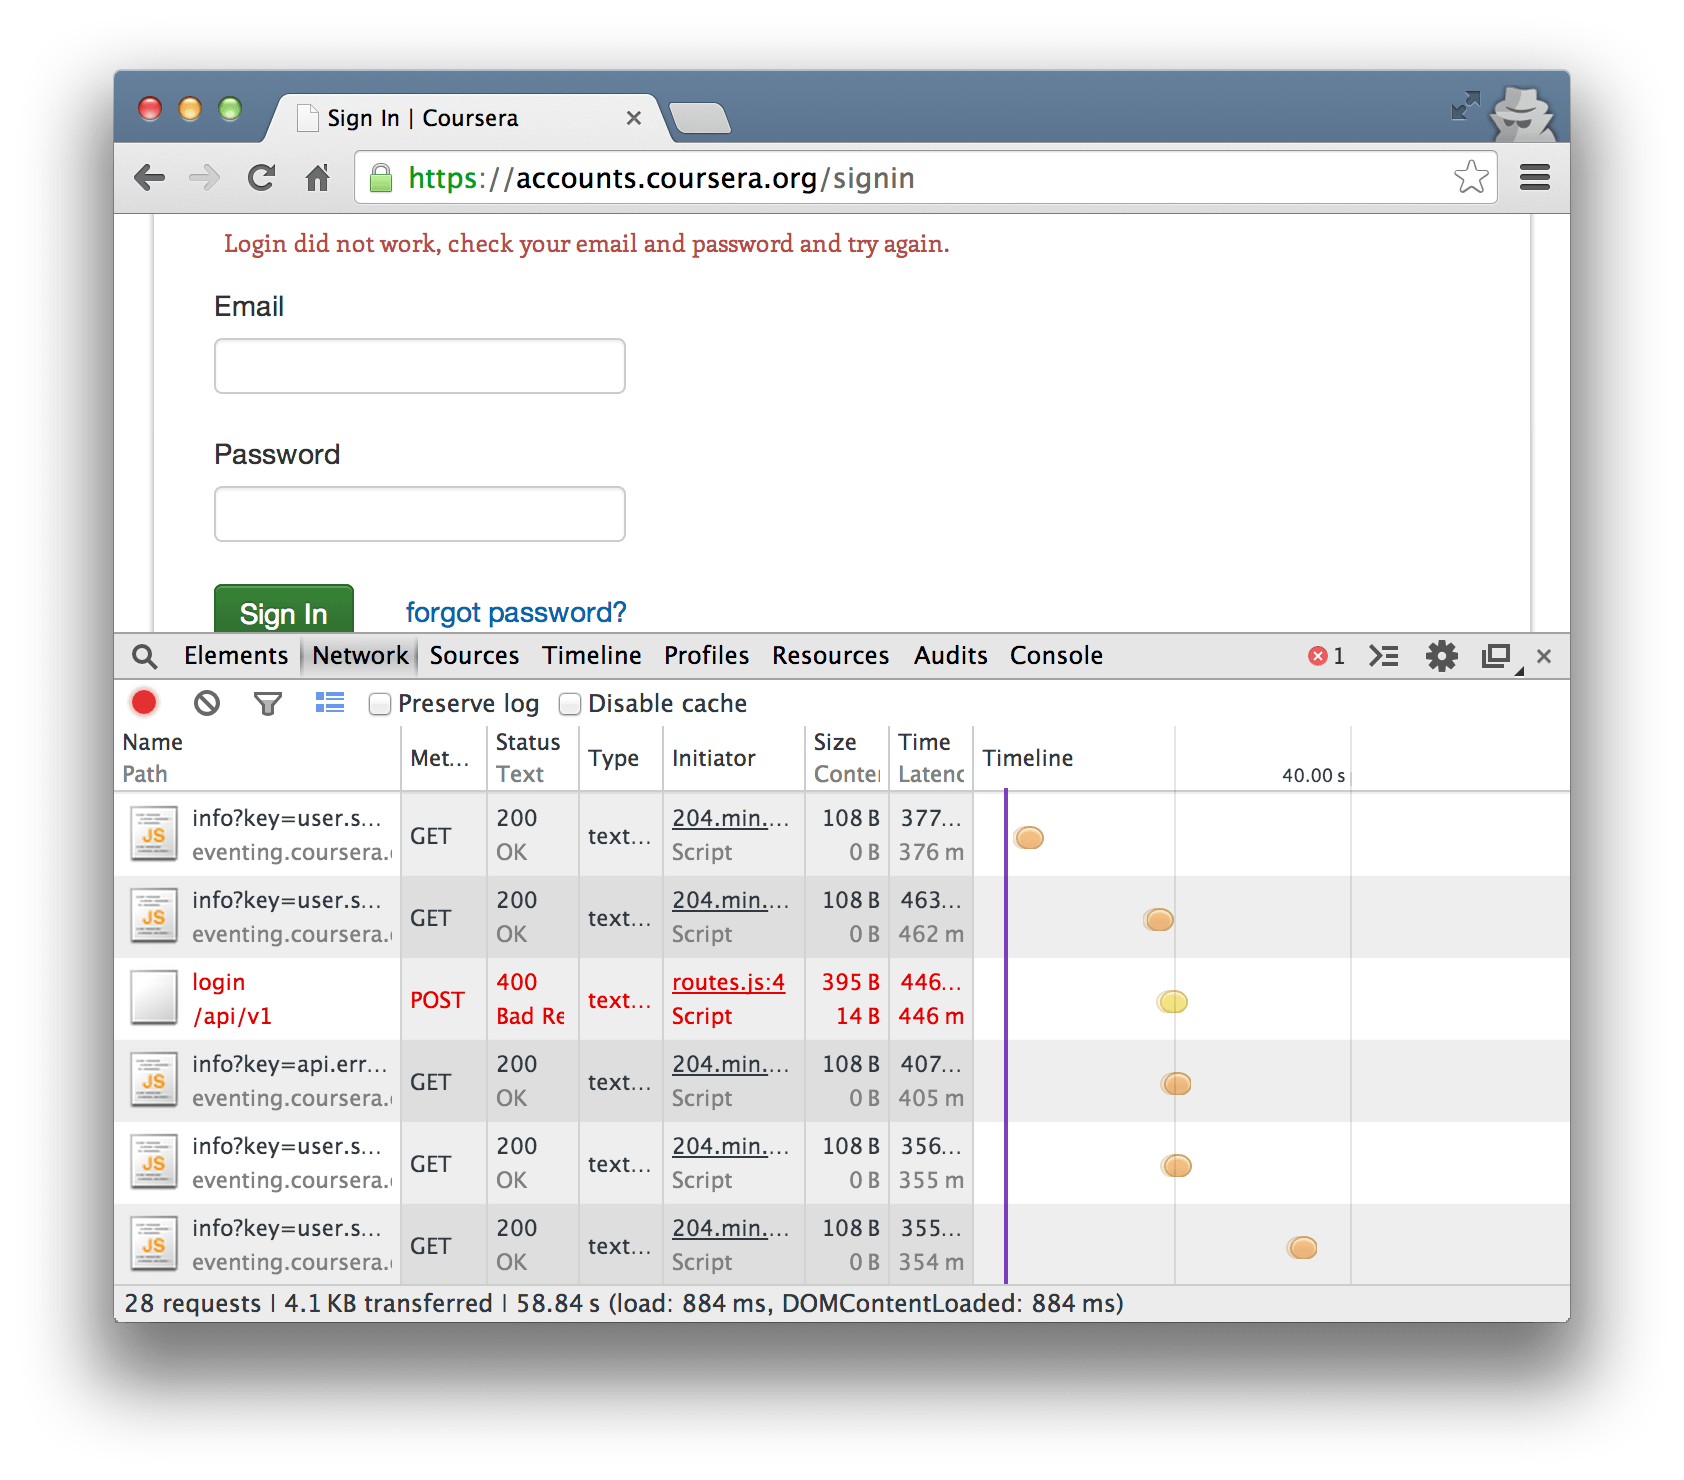 Sign In | Coursera
https://accounts.coursera.org/signin
Login did not work, check your email and password and try again.
Email
Password
Sign In forgot password?
Elements Network Sources Timeline Profiles Resources Audits Console 1
Preserve log Disable cache
Name Path Met... Status Text Type Initiator Size Conte Time Latenc Timeline 40.00 s
JS info?key=user.s... GET 200 text... 204.min.... 108 B 377...
eventing.coursera. OK Script 0 B 376 m
JS info?key=user.s... GET 200 text... 204.min.... 108 B 463...
eventing.coursera. OK Script 0 B 462 m
login POST 400 text... routes.js:4 395 B 446...
/api/v1 Bad Re Script 14 B 446 m
JS info?key=api.err... GET 200 text... 204.min.... 108 B 407...
eventing.coursera. OK Script 0 B 405 m
JS info?key=user.s... GET 200 text... 204.min.... 108 B 356...
eventing.coursera. OK Script 0 B 355 m
JS info?key=user.s... GET 200 text... 204.min.... 108 B 355...
eventing.coursera. OK Script 0 B 354 m
28 requests | 4.1 KB transferred | 58.84 s (load: 884 ms, DOMContentLoaded: 884 ms)